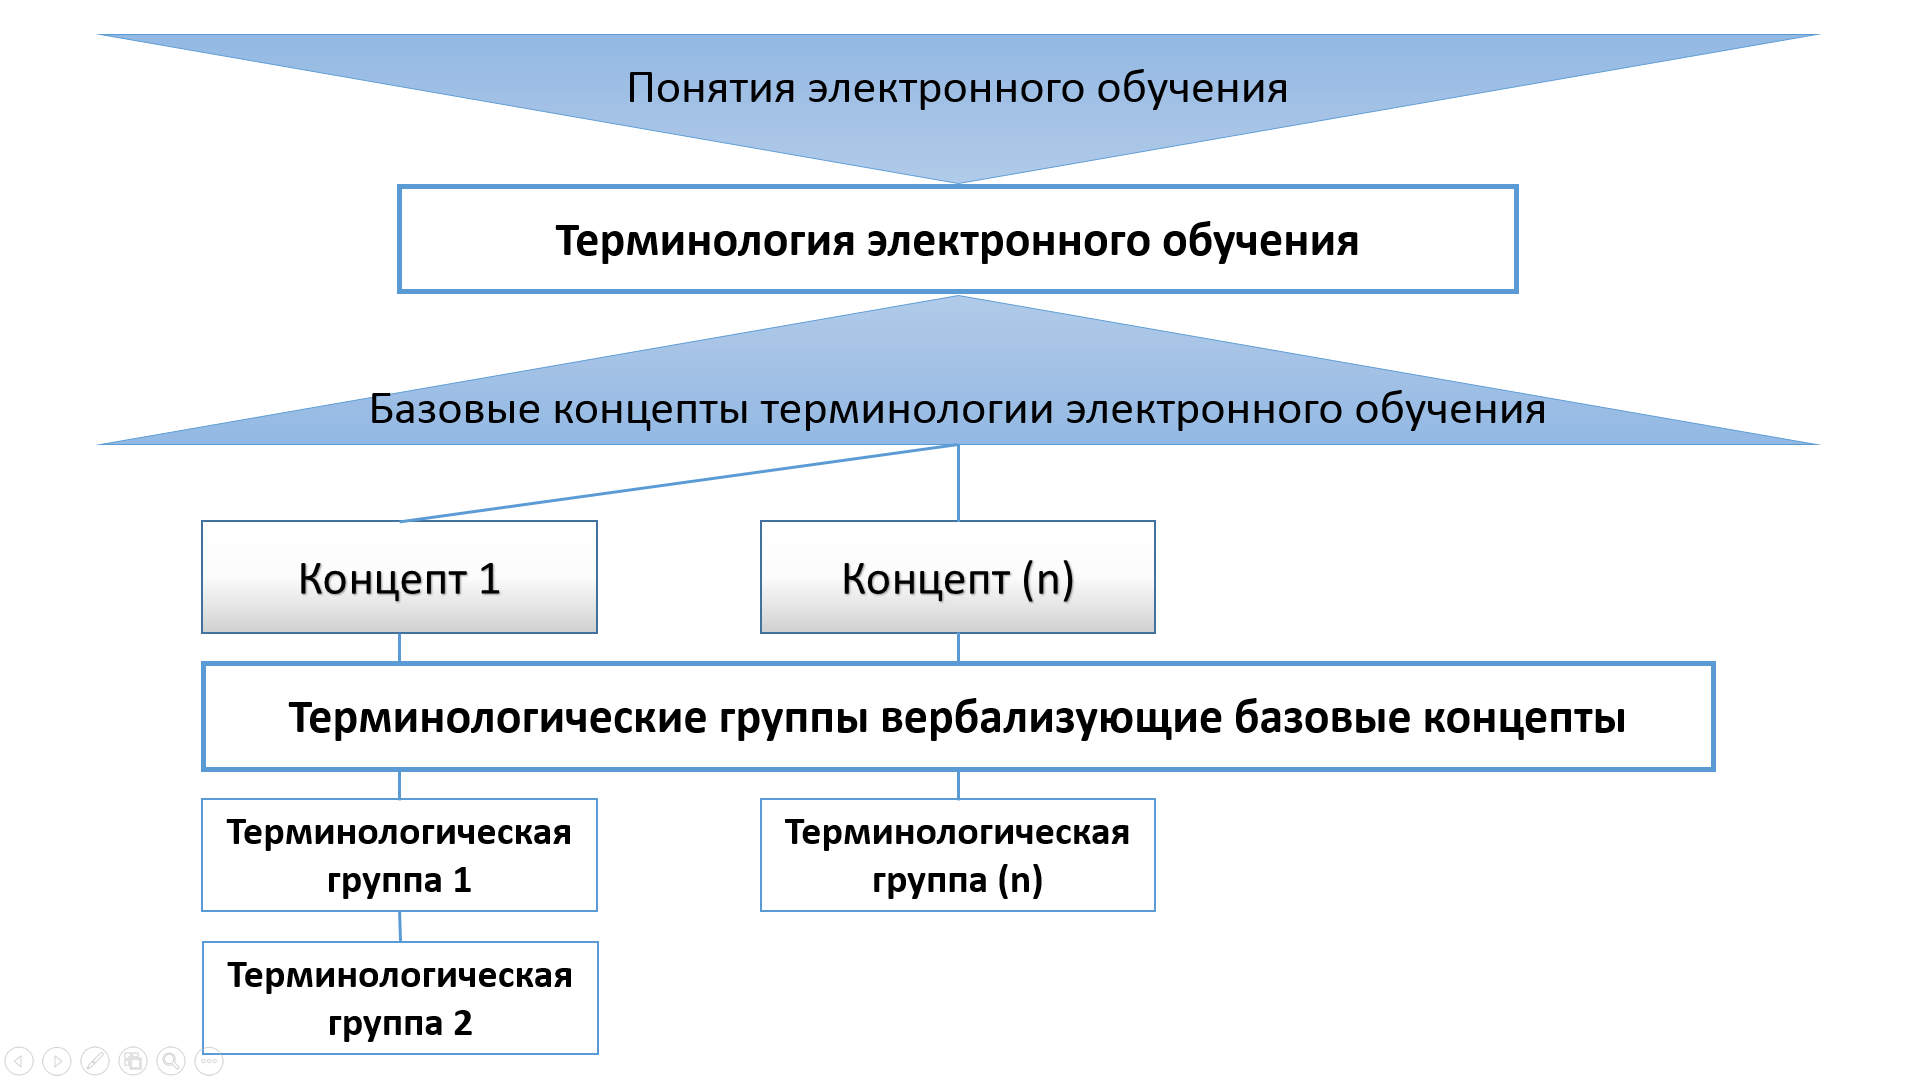 Понятия электронного обучения
Терминология электронного обучения
Базовые концепты терминологии электронного обучения
Концепт 1
Концепт (n)
Терминологические группы вербализующие базовые концепты
Терминологическая
группа 1
Терминологическая
группа (n)
Терминологическая
группа 2